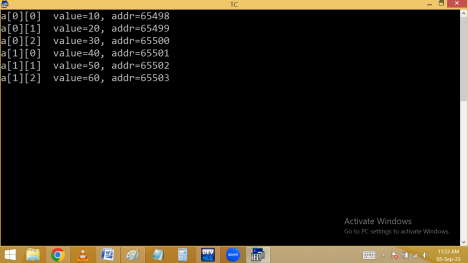 TC
a[0][0] value=10, addr=65498
a[0][1] value=20, addr=65499
a[0][2] value=30, addr=65500
a[1][0] value=40, addr=65501
a[1][1] value=50, addr=65502
a[1][2] value=60, addr=65503
Activate Windows
Go to PC settings to activate Windows.
11:53 AM
05-Sep-23